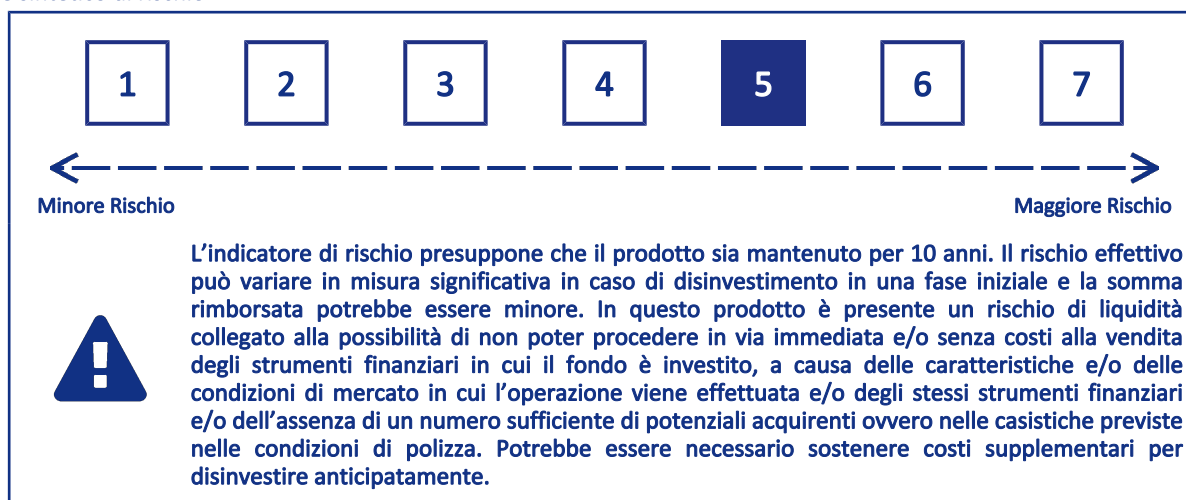 1 2 3 4 5 6 7
Minore Rischio Maggiore Rischio
L'indicatore di rischio presuppone che il prodotto sia mantenuto per 10 anni. Il rischio effettivo
può variare in misura significativa in caso di disinvestimento in una fase iniziale e la somma
rimborsata potrebbe essere minore. In questo prodotto è presente un rischio di liquidità
collegato alla possibilità di non poter procedere in via immediata e/o senza costi alla vendita
degli strumenti finanziari in cui il fondo è investito, a causa delle caratteristiche e/o delle
condizioni di mercato in cui l'operazione viene effettuata e/o degli stessi strumenti finanziari
e/o dell'assenza di un numero sufficiente di potenziali acquirenti ovvero nelle casistiche previste
nelle condizioni di polizza. Potrebbe essere necessario sostenere costi supplementari per
disinvestire anticipatamente.